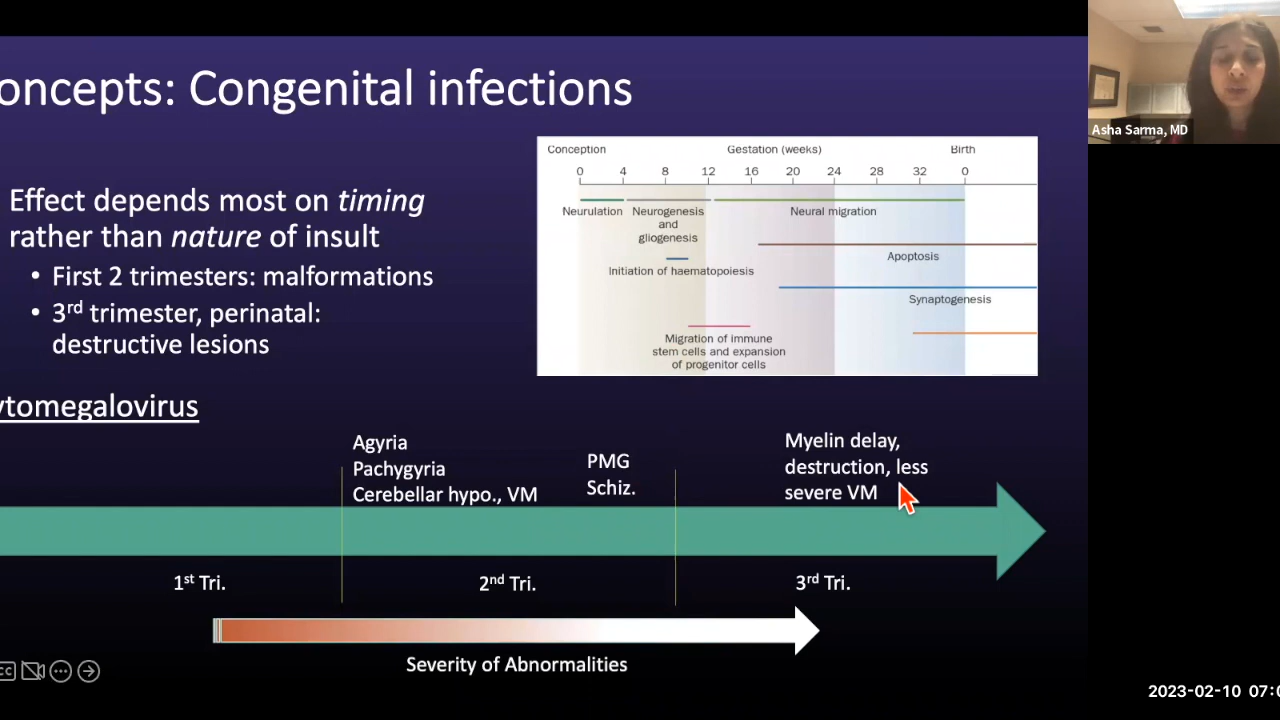 oncepts: Congenital infections
Asha Sarma, MD
Effect depends most on timing
rather than nature of insult
• First 2 trimesters: malformations
• 3rd trimester, perinatal:
destructive lesions
Conception Gestation (weeks) Birth
0 4 8 12 16 20 24 28 32 0
Neurulation Neurogenesis Neural migration
and
gliogenesis
Apoptosis
Initiation of haematopoiesis
Synaptogenesis
Migration of immune
stem cells and expansion
of progenitor cells
ytomegalovirus
Agyria
Pachygyria
Cerebellar hypo., VM
PMG
Schiz.
Myelin delay,
destruction, less
severe VM
1st Tri. 2nd Tri. 3rd Tri.
Severity of Abnormalities
CC
2023-02-10 07:0